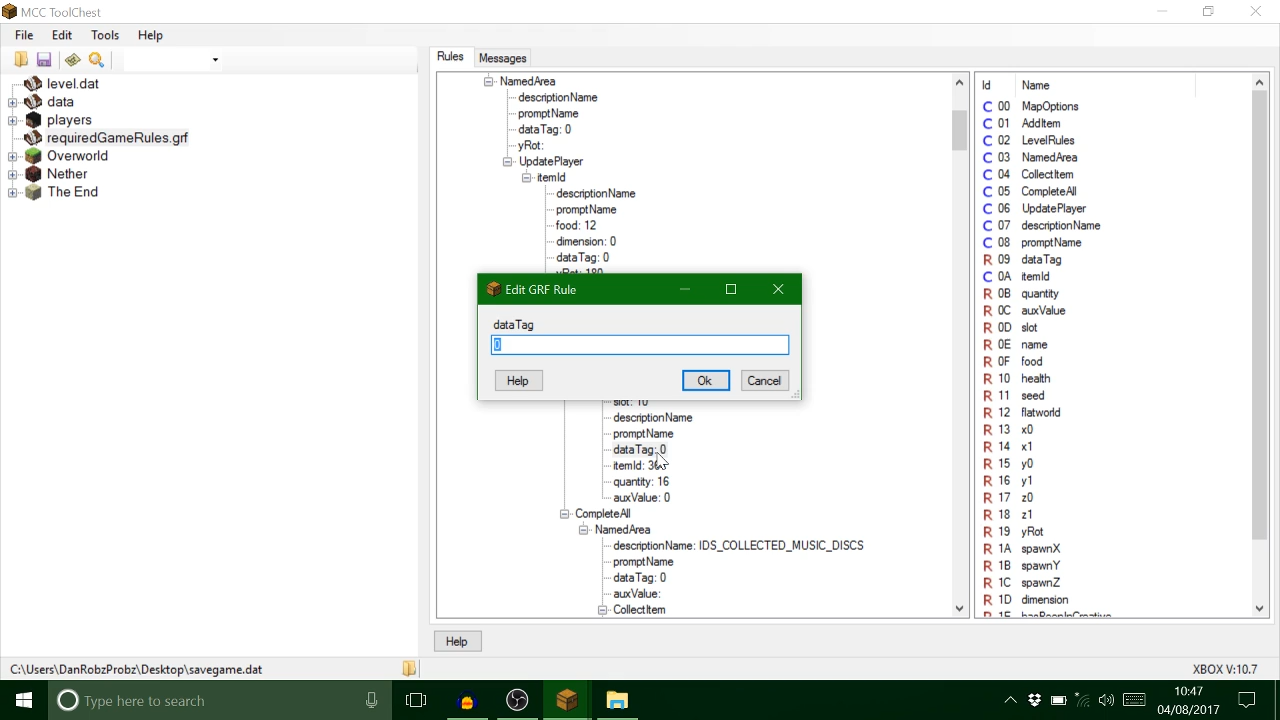 MCC ToolChest
File Edit Tools Help
level.dat
data
players
requiredGameRules.grf
Overworld
Nether
The End
Rules Messages
NamedArea
descriptionName
promptName
dataTag: 0
yRot:
UpdatePlayer
itemId
descriptionName
promptName
food: 12
dimension: 0
dataTag: 0
yRot: 180
Edit GRF Rule
dataTag
0
Help Ok Cancel
slot: 10
descriptionName
promptName
dataTag: 0
itemId:
quantity: 16
auxValue: 0
CompleteAll
NamedArea
descriptionName: IDS_COLLECTED_MUSIC_DISCS
promptName
dataTag: 0
auxValue:
CollectItem
Id Name
C 00 MapOptions
C 01 AddItem
C 02 LevelRules
C 03 NamedArea
C 04 CollectItem
C 05 CompleteAll
C 06 UpdatePlayer
C 07 descriptionName
C 08 promptName
R 09 dataTag
C 0A itemId
R 0B quantity
R 0C auxValue
R 0D slot
R 0E name
R 0F food
R 10 health
R 11 seed
R 12 flatworld
R 13 x0
R 14 x1
R 15 y0
R 16 y1
R 17 z0
R 18 z1
R 19 yRot
R 1A spawnX
R 1B spawnY
R 1C spawnZ
R 1D dimension
R 1E hasBeenInCreative
Help
C:\Users\DanRobzProbz\Desktop\savegame.dat
XBOX V:10.7
Type here to search
10:47
04/08/2017